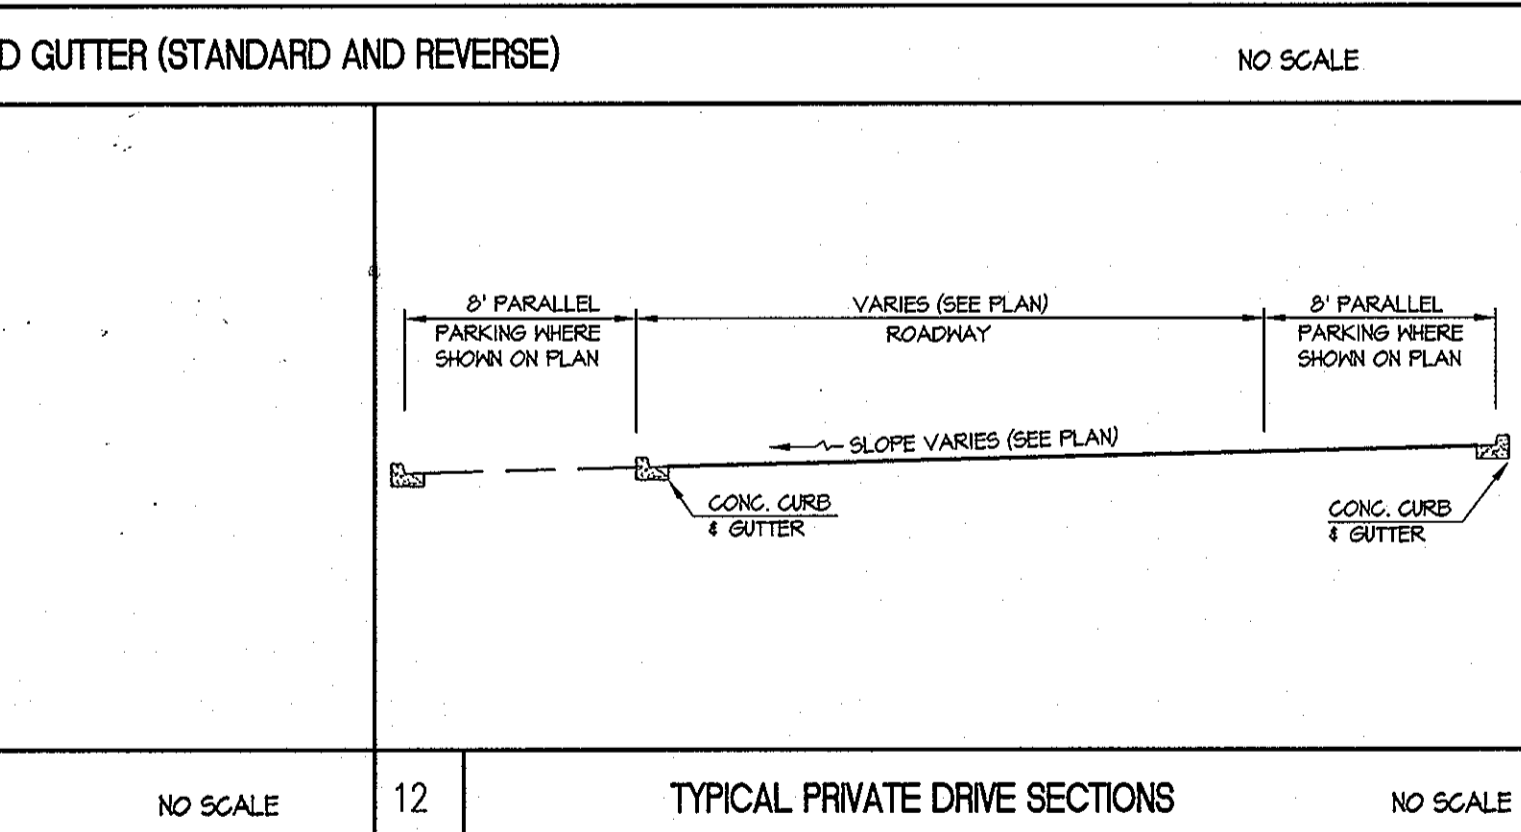 D GUTTER (STANDARD AND REVERSE)
NO SCALE
8' PARALLEL
PARKING WHERE
SHOWN ON PLAN
VARIES (SEE PLAN)
ROADWAY
8' PARALLEL
PARKING WHERE
SHOWN ON PLAN
SLOPE VARIES (SEE PLAN)
CONC. CURB
& GUTTER
CONC. CURB
& GUTTER
NO SCALE
12
TYPICAL PRIVATE DRIVE SECTIONS
NO SCALE